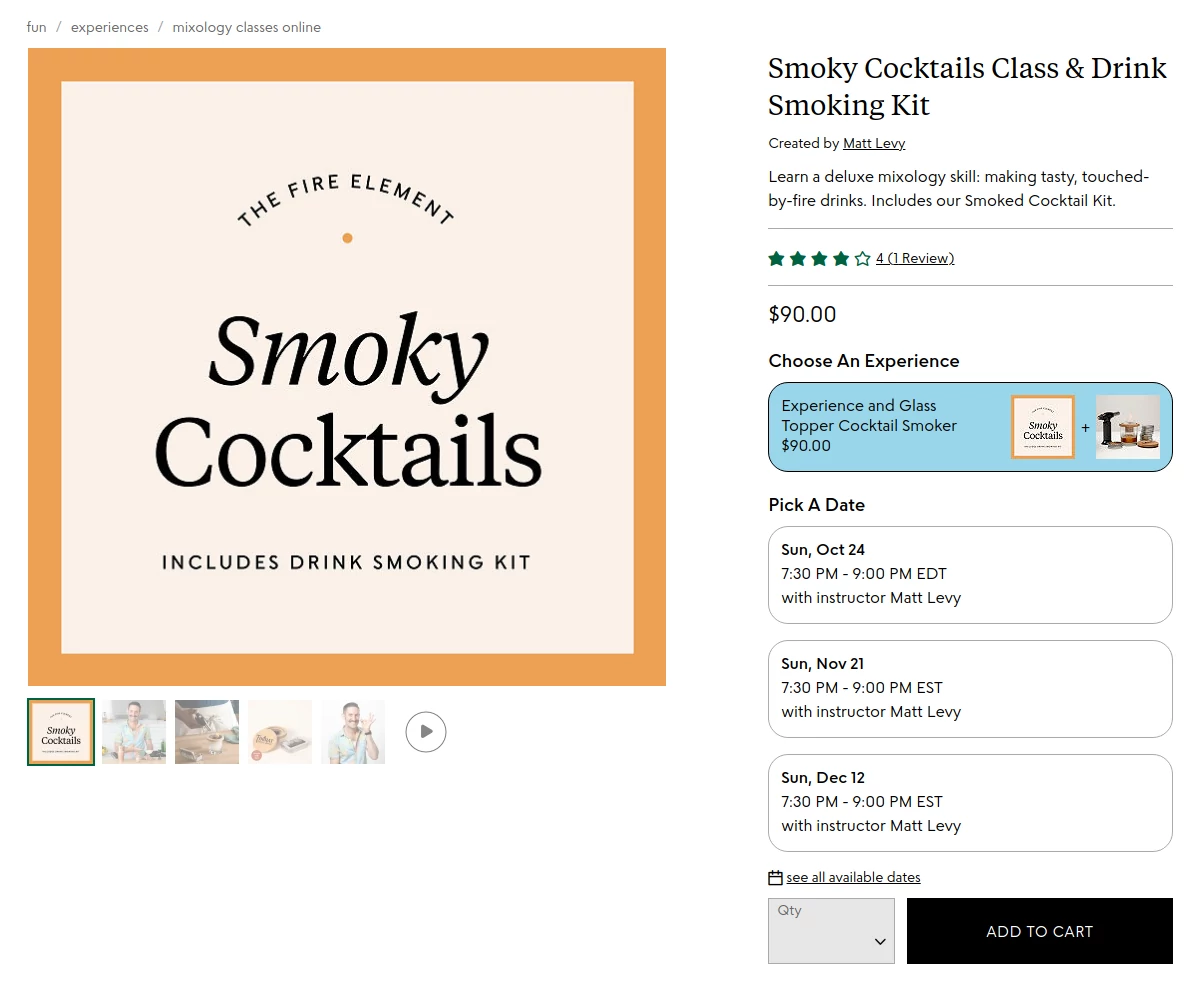 fun / experiences / mixology classes online
THE FIRE ELEMENT
Smoky
Cocktails
INCLUDES DRINK SMOKING KIT
Smoky
Cocktails
Smoky Cocktails Class & Drink
Smoking Kit
Created by Matt Levy
Learn a deluxe mixology skill: making tasty, touched-
by-fire drinks. Includes our Smoked Cocktail Kit.
4 (1 Review)
$90.00
Choose An Experience
Experience and Glass
Topper Cocktail Smoker
$90.00
Smoky
Cocktails
+
Pick A Date
Sun, Oct 24
7:30 PM - 9:00 PM EDT
with instructor Matt Levy
Sun, Nov 21
7:30 PM - 9:00 PM EST
with instructor Matt Levy
Sun, Dec 12
7:30 PM - 9:00 PM EST
with instructor Matt Levy
see all available dates
Qty
ADD TO CART